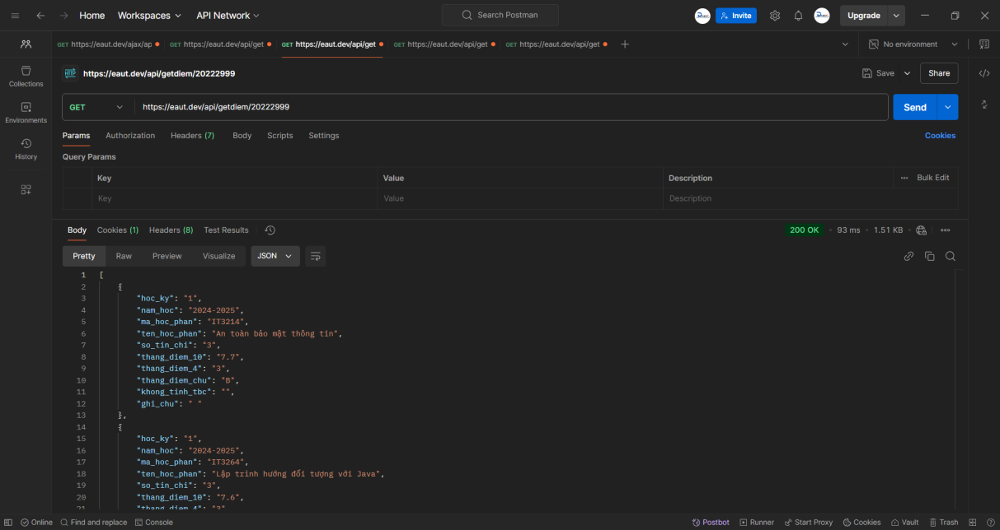 Home Workspaces API Network Search Postman Invite Upgrade
GET https://eaut.dev/ajax/ap GET https://eaut.dev/api/get GET https://eaut.dev/api/get GET https://eaut.dev/api/get GET https://eaut.dev/api/get No environment
HTTP https://eaut.dev/api/getdiem/20222999 Save Share
Collections
Environments
History
GET https://eaut.dev/api/getdiem/20222999 Send
Params Authorization Headers (7) Body Scripts Settings Cookies
Query Params
Key Value Description Bulk Edit
Key Value Description
Body Cookies (1) Headers (8) Test Results 200 OK 93 ms 1.51 KB
Pretty Raw Preview Visualize JSON
1 [
2 {
3 "hoc_ky": "1",
4 "nam_hoc": "2024-2025",
5 "ma_hoc_phan": "IT3214",
6 "ten_hoc_phan": "An toàn bảo mật thông tin",
7 "so_tin_chi": "3",
8 "thang_diem_10": "7.7",
9 "thang_diem_4": "3",
10 "thang_diem_chu": "B",
11 "khong_tinh_tbc": "",
12 "ghi_chu": " "
13 },
14 {
15 "hoc_ky": "1",
16 "nam_hoc": "2024-2025",
17 "ma_hoc_phan": "IT3264",
18 "ten_hoc_phan": "Lập trình hướng đối tượng với Java",
19 "so_tin_chi": "3",
20 "thang_diem_10": "7.6",
21 "thang_diem_4": "3"
Online Find and replace Console Postbot Runner Start Proxy Cookies Vault Trash